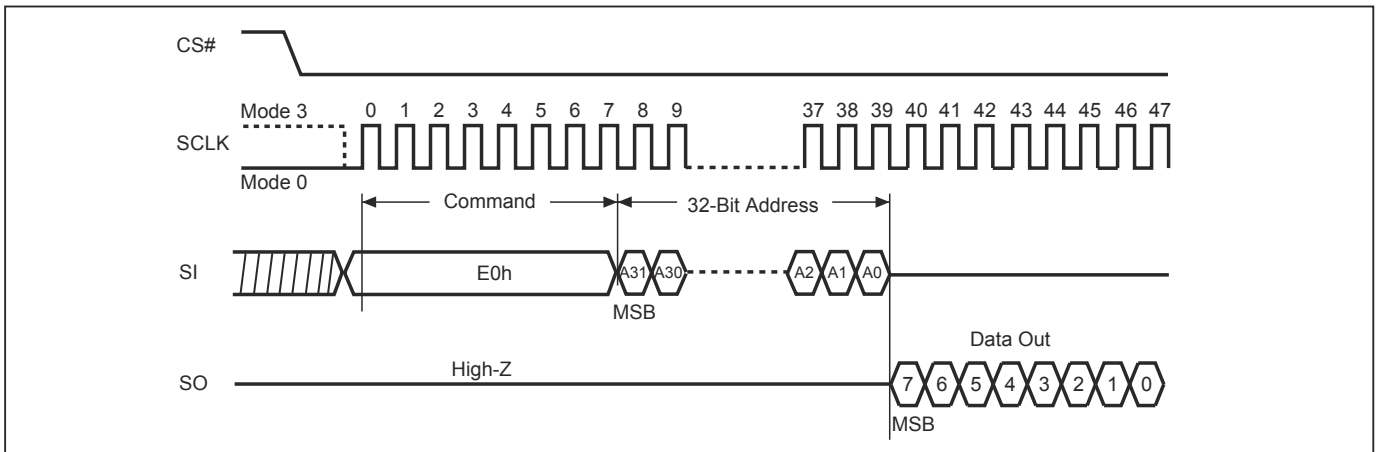 CS#
Mode 3 0 1 2 3 4 5 6 7 8 9 37 38 39 40 41 42 43 44 45 46 47
SCLK
Mode 0
Command 32-Bit Address
SI E0h A31 A30 A2 A1 A0
MSB
Data Out
High-Z
SO 7 6 5 4 3 2 1 0
MSB